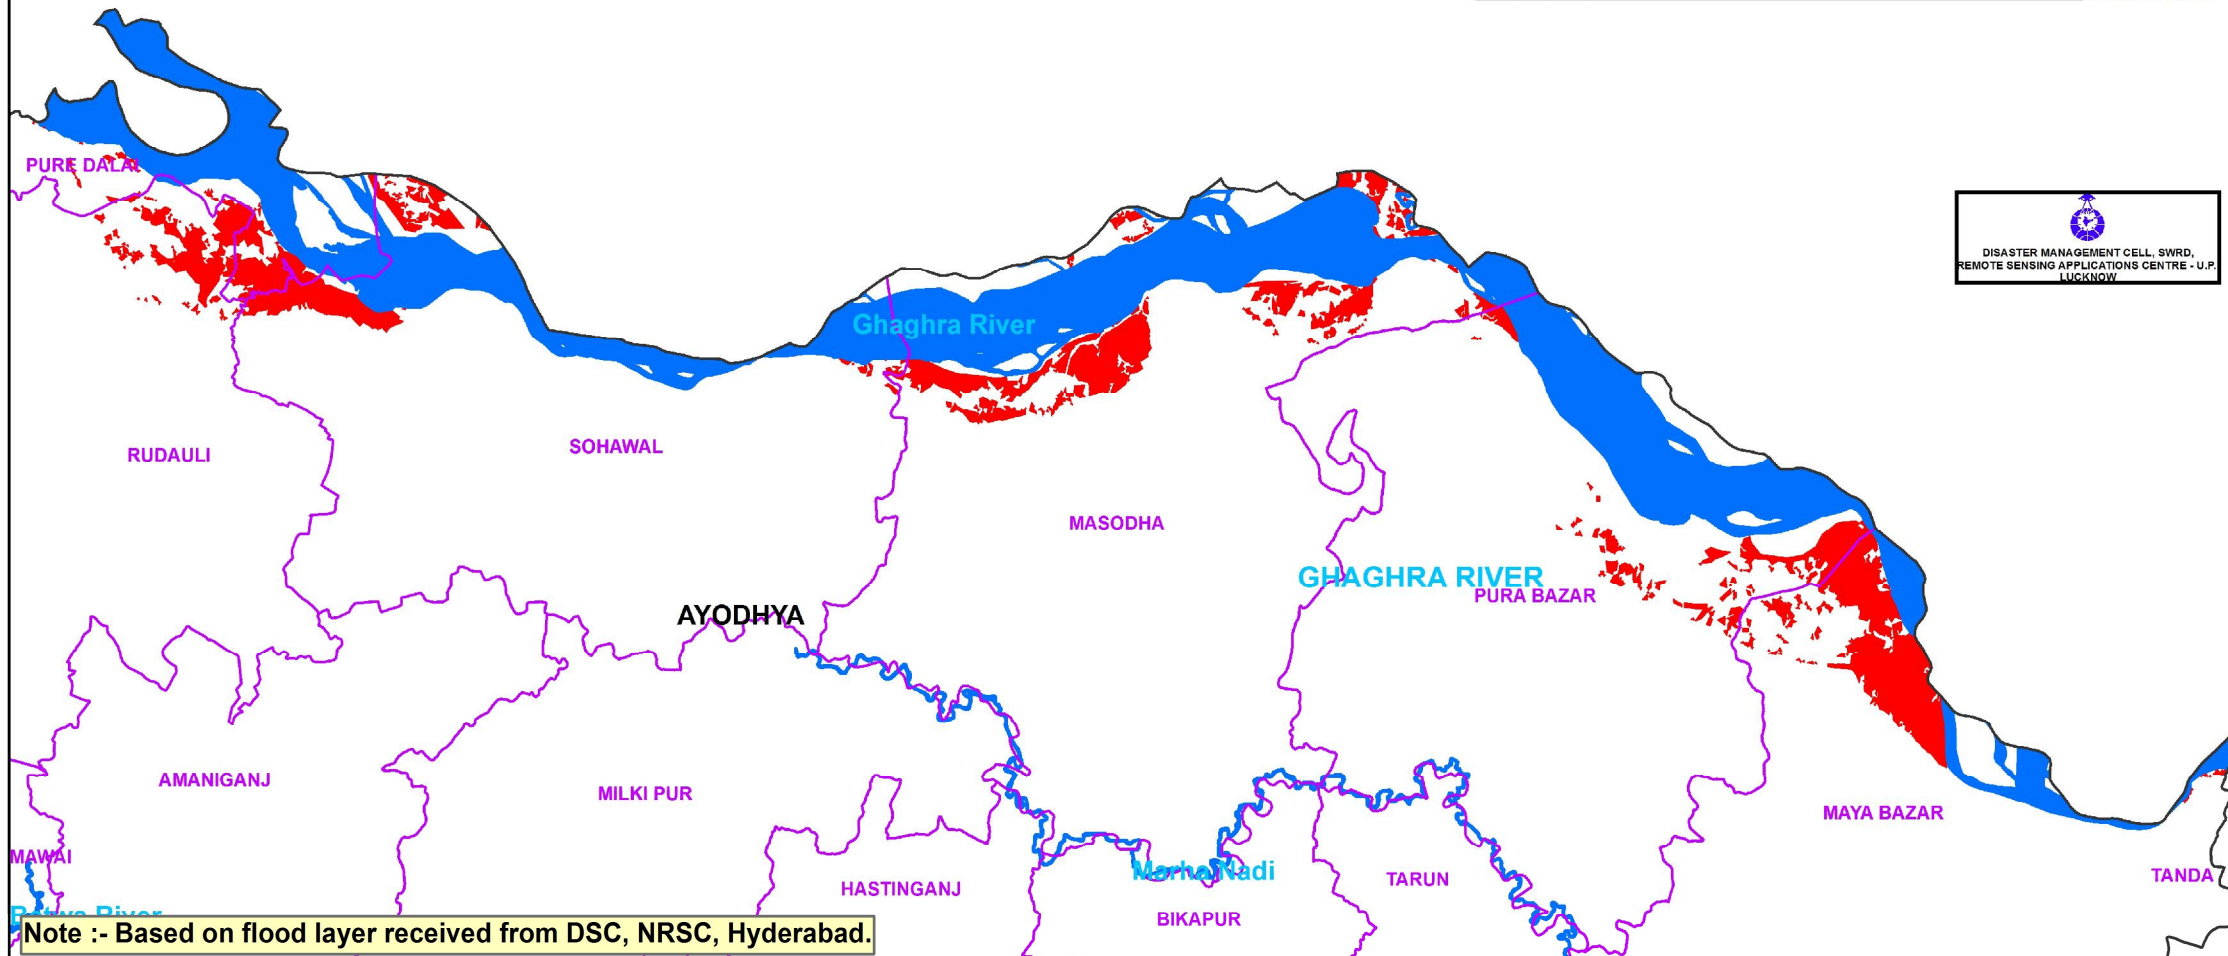 PURE DALAI
DISASTER MANAGEMENT CELL, SWRD,
REMOTE SENSING APPLICATIONS CENTRE - U.P.
LUCKNOW
Ghaghra River
RUDAULI
SOHAWAL
MASODHA
GHAGHRA RIVER
PURA BAZAR
AYODHYA
AMANIGANJ
MILKI PUR
MAYA BAZAR
MAWAI
Marha Nadi
TARUN
TANDA
HASTINGANJ
BIKAPUR
Betwa River
Note :- Based on flood layer received from DSC, NRSC, Hyderabad.